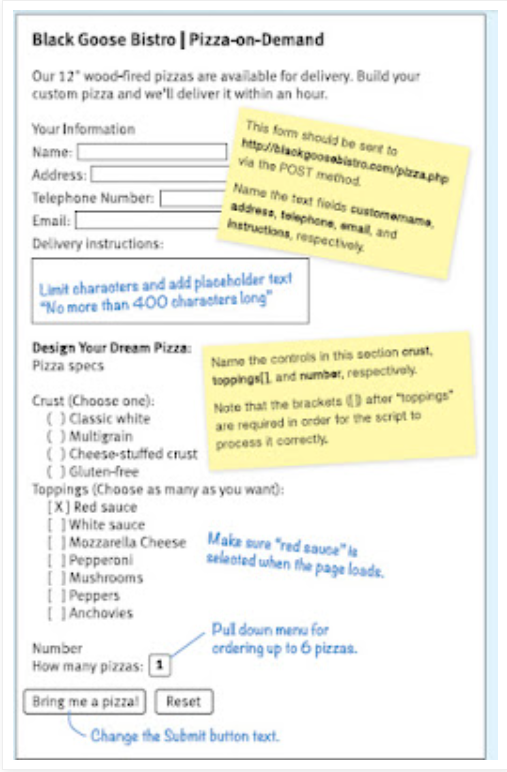 Black Goose Bistro | Pizza-on-Demand
Our 12" wood-fired pizzas are available for delivery. Build your
custom pizza and we'll deliver it within an hour.
Your Information
Name:
Address:
Telephone Number:
Email:
This form should be sent to
http://blackgoosebistro.com/pizza.php
via the POST method.
Name the text fields customername,
address, telephone, email, and
instructions, respectively.
Delivery instructions:
Limit characters and add placeholder text
"No more than 400 characters long"
Design Your Dream Pizza:
Pizza specs
Name the controls in this section crust,
toppings[], and number, respectively.
Note that the brackets ([]) after "toppings"
are required in order for the script to
process it correctly.
Crust (Choose one):
( ) Classic white
( ) Multigrain
( ) Cheese-stuffed crust
( ) Gluten-free
Toppings (Choose as many as you want):
[X] Red sauce
[ ] White sauce
[ ] Mozzarella Cheese
[ ] Pepperoni
[ ] Mushrooms
[ ] Peppers
[ ] Anchovies
Make sure "red sauce" is
selected when the page loads.
Number
How many pizzas: 1
Pull down menu for
ordering up to 6 pizzas.
Bring me a pizza! Reset
Change the Submit button text.